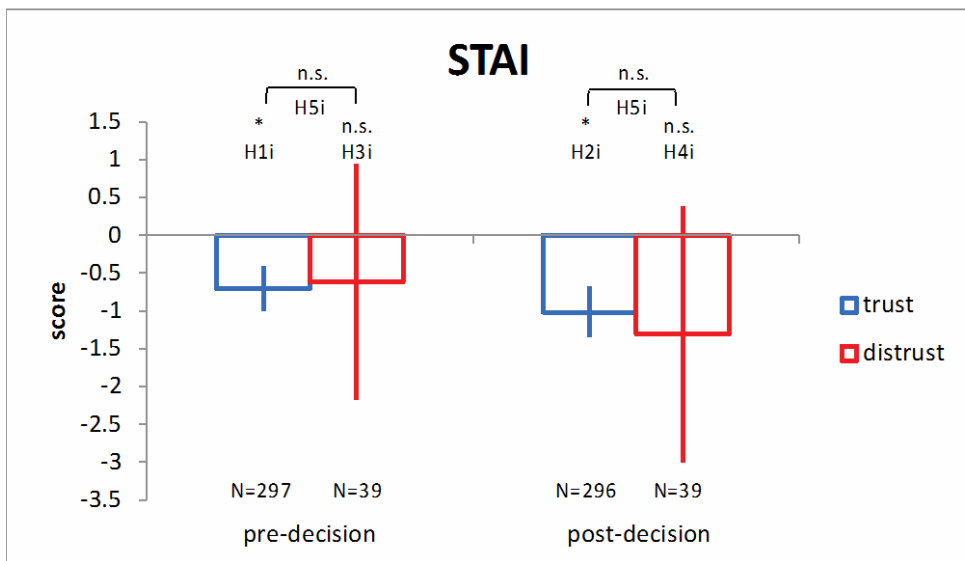 STAI
n.s.
n.s.
H5i
H5i
* n.s. * n.s.
H1i H3i H2i H4i
1.5
1
0.5
0
-0.5
-1
-1.5
-2
-2.5
-3
-3.5
score
trust
distrust
N=297 N=39 N=296 N=39
pre-decision post-decision